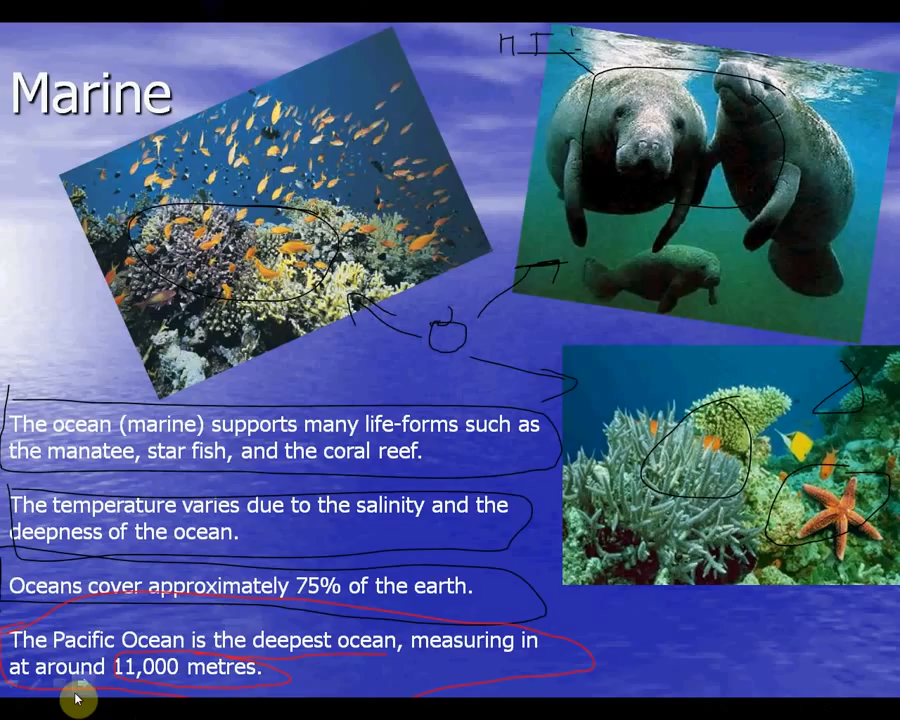 Marine
The ocean (marine) supports many life-forms such as
the manatee, star fish, and the coral reef.
The temperature varies due to the salinity and the
deepness of the ocean.
Oceans cover approximately 75% of the earth.
The Pacific Ocean is the deepest ocean, measuring in
at around 11,000 metres.